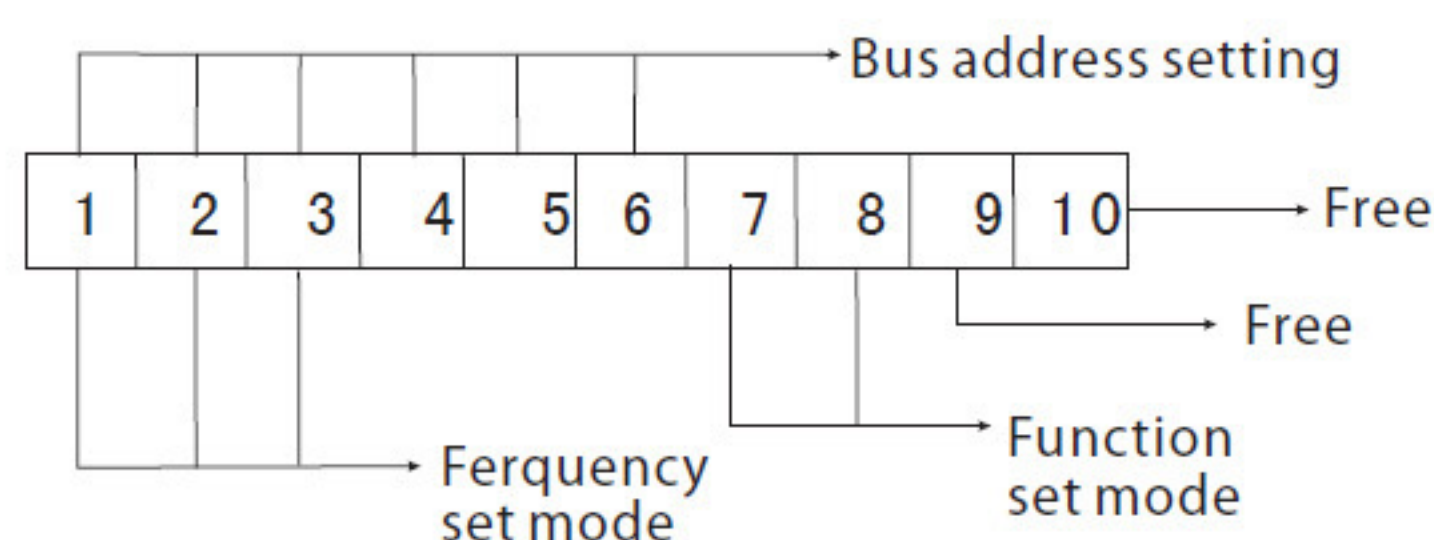 Bus address setting
1 2 3 4 5 6 7 8 9 10
Free
Free
Function
set mode
Ferquency
set mode